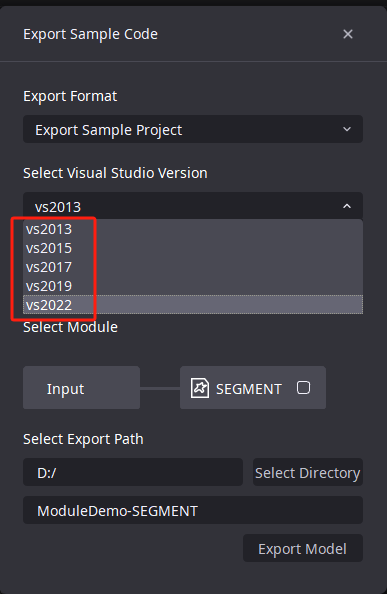 Export Sample Code
Export Format
Export Sample Project
Select Visual Studio Version
vs2013
vs2013
vs2015
vs2017
vs2019
vs2022
Select Module
Input
SEGMENT
Select Export Path
D:/
Select Directory
ModuleDemo-SEGMENT
Export Model